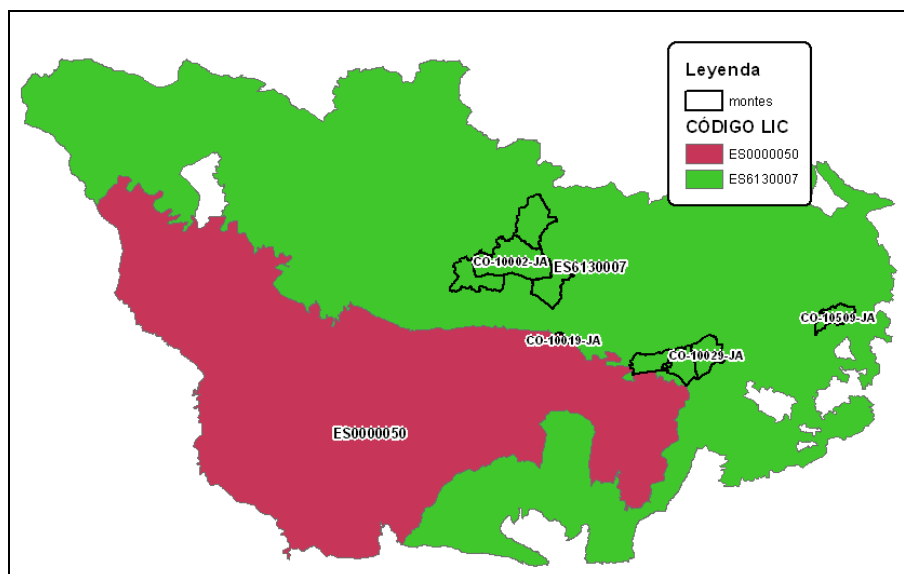 Leyenda
montes
CÓDIGO LIC
ES0000050
ES6130007
CO-10002-JA
ES6130007
CO-10509-JA
CO-10019-JA
CO-10029-JA
ES0000050